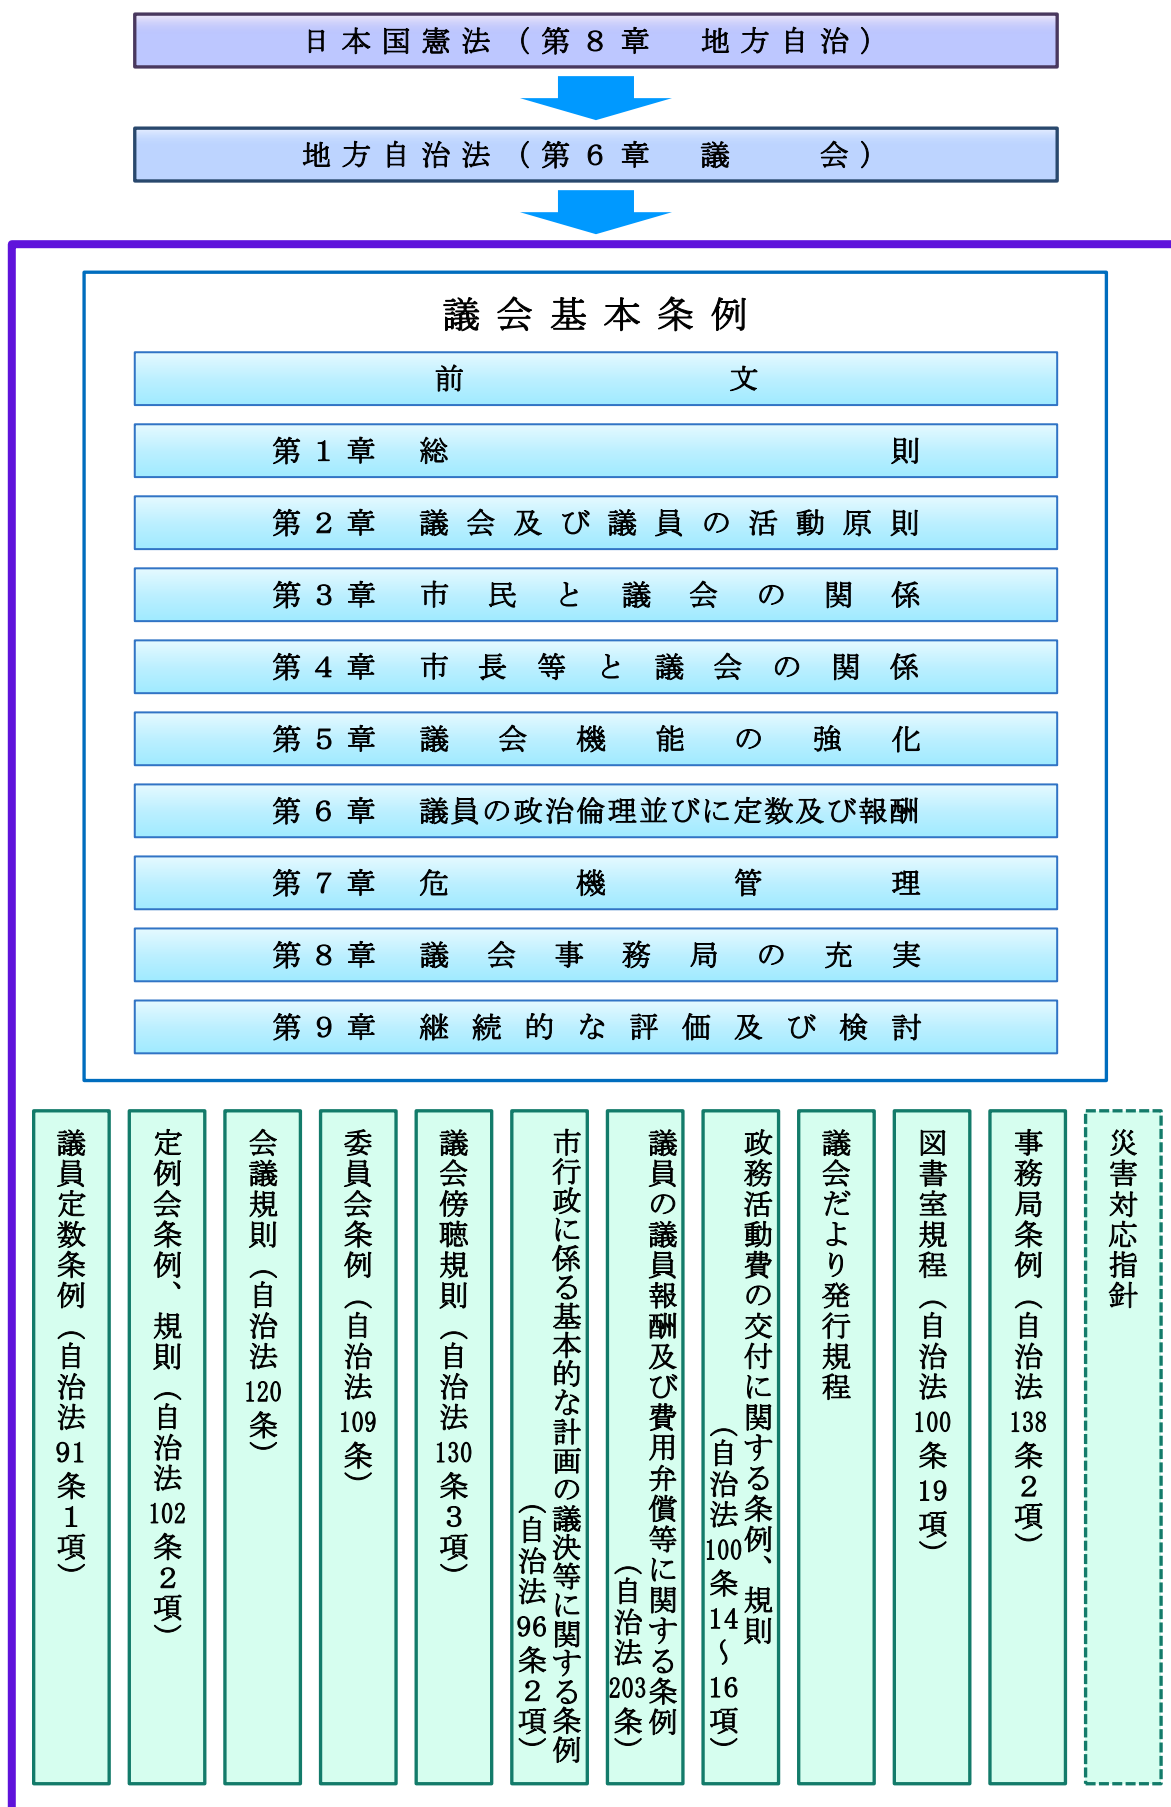 日本国憲法（第８章　地方自治）
地方自治法（第６章　議　会）
議会基本条例
前文
第１章　総則
第２章　議会及び議員の活動原則
第３章　市民と議会の関係
第４章　市長等と議会の関係
第５章　議会機能の強化
第６章　議員の政治倫理並びに定数及び報酬
第７章　危機管理
第８章　議会事務局の充実
第９章　継続的な評価及び検討
議員定数条例（自治法91条１項）
定例会条例、規則（自治法102条２項）
会議規則（自治法120条）
委員会条例（自治法109条）
議会傍聴規則（自治法130条３項）
市行政に係る基本的な計画の議決等に関する条例
（自治法96条２項）
議員の議員報酬及び費用弁償等に関する条例
（自治法203条）
政務活動費の交付に関する条例、規則
（自治法100条14～16項）
議会だより発行規程
図書室規程（自治法100条19項）
事務局条例（自治法138条２項）
災害対応指針